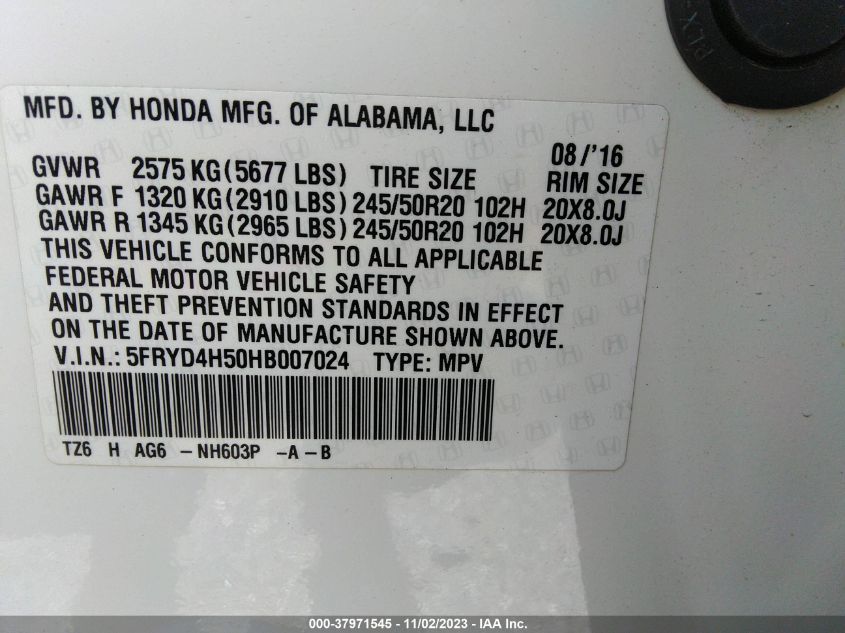 PLX-
MFD. BY HONDA MFG. OF ALABAMA, LLC
08/'16
GVWR 2575 KG (5677 LBS) TIRE SIZE RIM SIZE
GAWR F 1320 KG (2910 LBS) 245/50R20 102H 20X8.0J
GAWR R 1345 KG (2965 LBS) 245/50R20 102H 20X8.0J
THIS VEHICLE CONFORMS TO ALL APPLICABLE
FEDERAL MOTOR VEHICLE SAFETY
AND THEFT PREVENTION STANDARDS IN EFFECT
ON THE DATE OF MANUFACTURE SHOWN ABOVE.
V.I.N.: 5FRYD4H50HB007024 TYPE: MPV
TZ6 H AG6 - NH603P -A - B
000-37971545 - 11/02/2023 - IAA Inc.